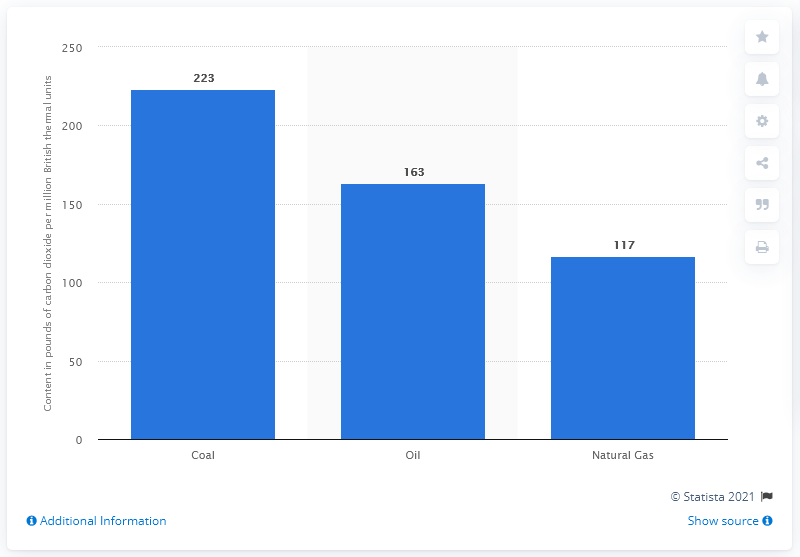 Content in pounds of carbon dioxide per million British thermal units
250
200
150
100
50
0
223
163
117
Coal
Oil
Natural Gas
© Statista 2021
Additional Information
Show source